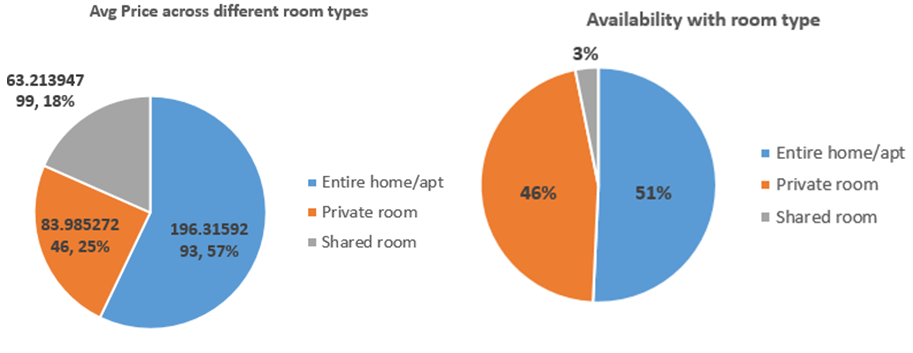 Avg Price across different room types
63.213947
99, 18%
83.985272
46, 25%
196.31592
93, 57%
Entire home/apt
Private room
Shared room
Availability with room type
3%
46%
51%
Entire home/apt
Private room
Shared room